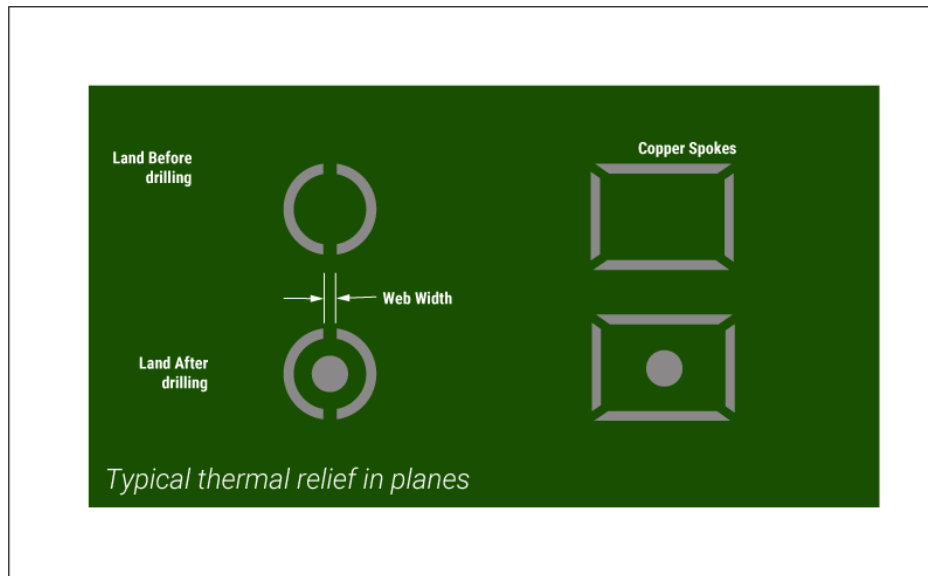 Land Before
drilling
Copper Spokes
Web Width
Land After
drilling
Typical thermal relief in planes